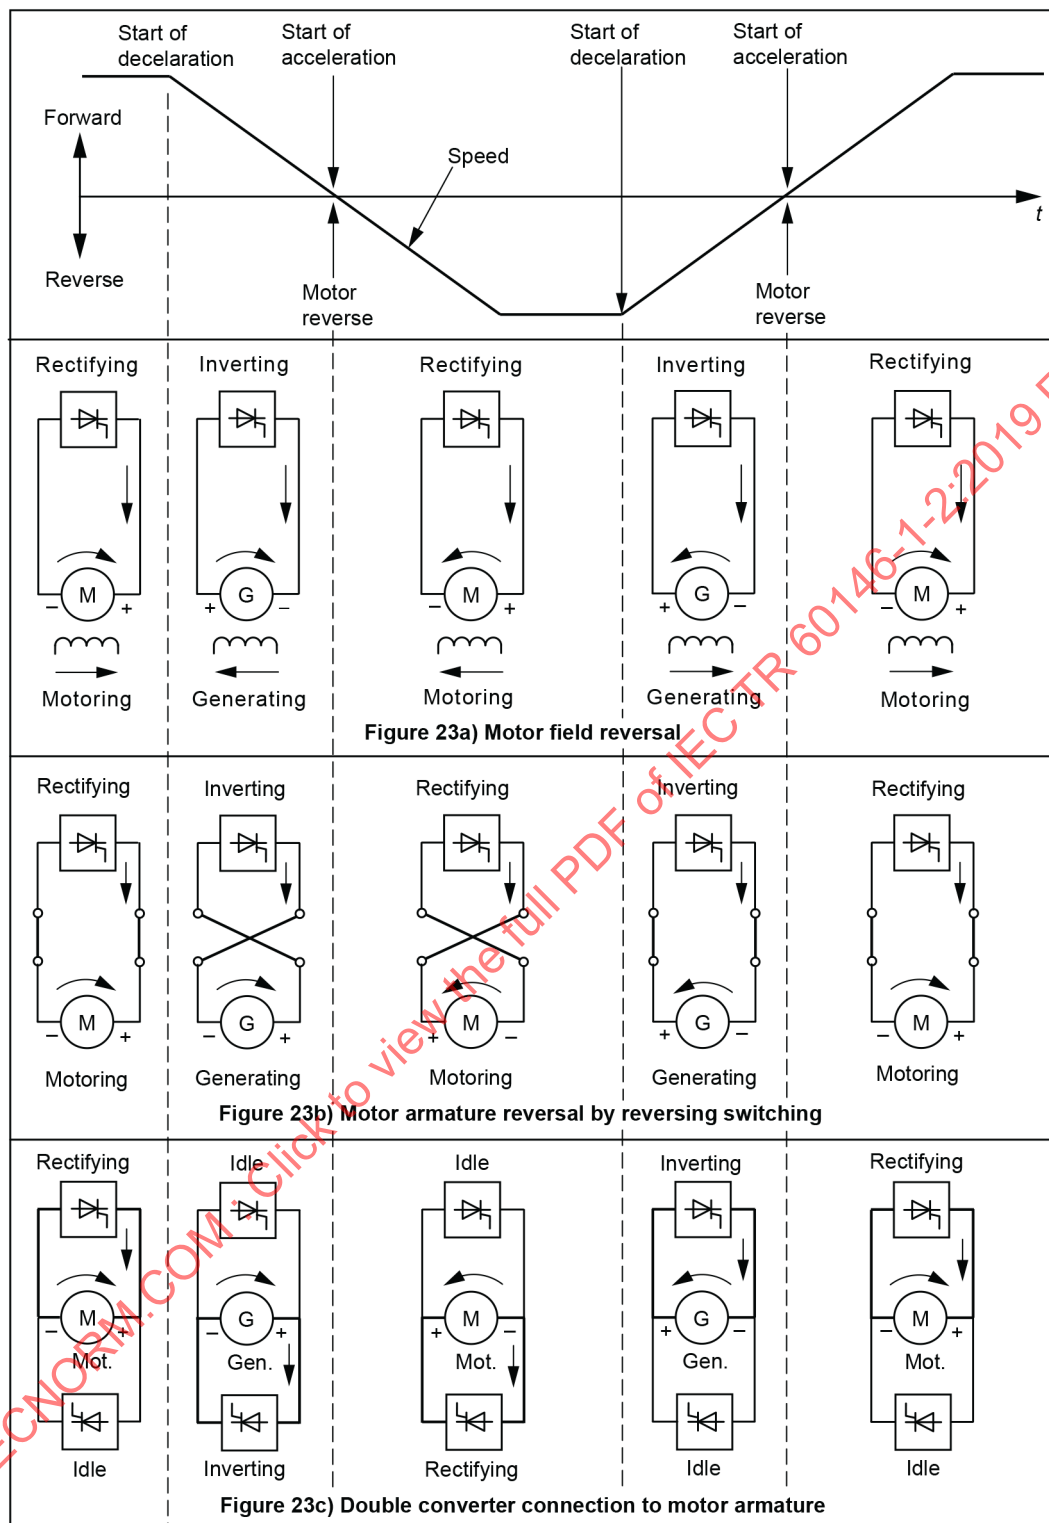 Start of
decelaration
Start of
acceleration
Start of
decelaration
Start of
acceleration
Forward
Speed
t
Reverse
Motor
reverse
Motor
reverse
Rectifying
Inverting
Rectifying
Inverting
Rectifying
− M +
+ G −
− M +
+ G −
− M +
Motoring
Generating
Motoring
Generating
Motoring
Figure 23a) Motor field reversal
Rectifying
Inverting
Rectifying
Inverting
Rectifying
− M +
− G +
+ M −
+ G −
− M +
Motoring
Generating
Motoring
Generating
Motoring
Figure 23b) Motor armature reversal by reversing switching
Rectifying
Idle
Idle
Inverting
Rectifying
− M +
− G +
+ M −
+ G −
− M +
Mot.
Gen.
Mot.
Gen.
Mot.
Idle
Inverting
Rectifying
Idle
Idle
Figure 23c) Double converter connection to motor armature
ECNORM.COM : Click to view the full PDF of IEC TR 60146-1-2:2019